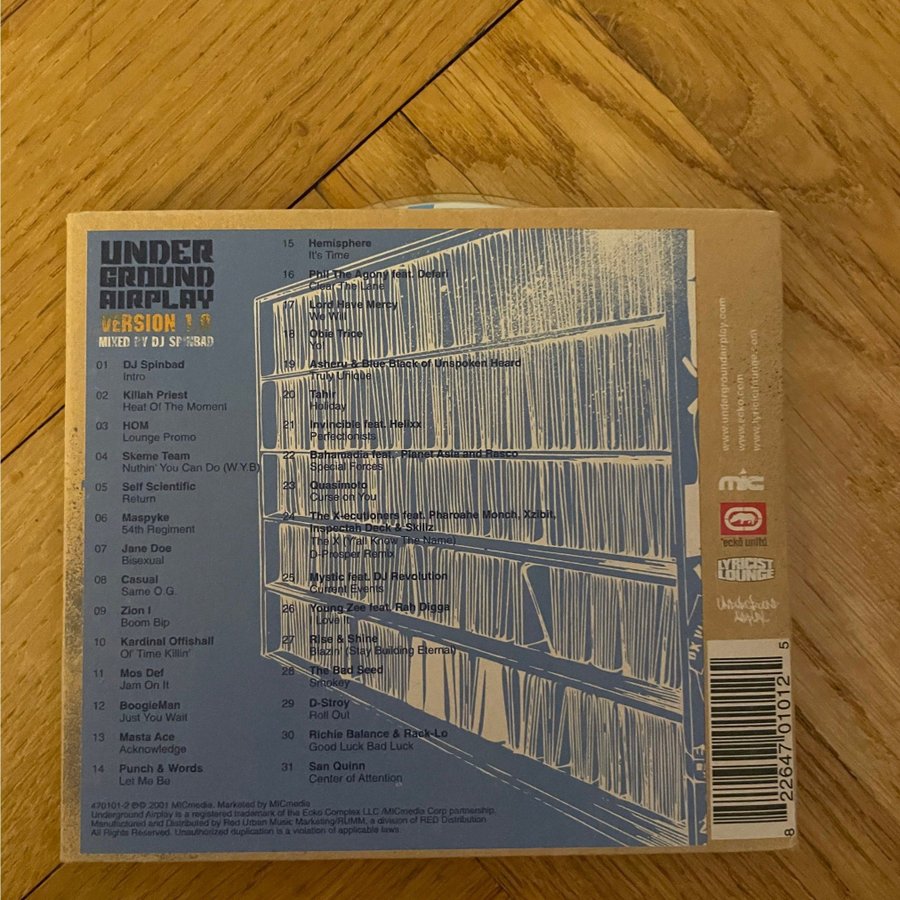 UNDER
GROUND
AIRPLAY
VERSION 1.0
MIXED BY DJ SPINBAD
01 DJ Spinbad
Intro
02 Killah Priest
Heat Of The Moment
03 HOM
Lounge Promo
04 Skeme Team
Nuthin' You Can Do (W.Y.B)
05 Self Scientific
Return
06 Maspyke
54th Regiment
07 Jane Doe
Bisexual
08 Casual
Same O.G.
09 Zion I
Boom Bip
10 Kardinal Offishall
Ol' Time Killin'
11 Mos Def
Jam On It
12 BoogieMan
Just You Wait
13 Masta Ace
Acknowledge
14 Punch & Words
Let Me Be
15 Hemisphere
It's Time
16 Phil The Agony feat. Defari
Clear The Lane
17 Lord Have Mercy
We Will
18 Obie Trice
Yo!
19 Asheru & Blue Black of Unspoken Heard
Truly Unique
20 Tahir
Holiday
21 Invincible feat. Helixx
Perfectionists
22 Bahamadia feat. Planet Asia and Rasco
Special Forces
23 Quasimoto
Curse on You
24 The X-ecutioners feat. Pharoahe Monch, Xzibit,
Inspectah Deck & Skillz
The X (Y'all Know The Name)
D-Prosper Remix
25 Mystic feat. DJ Revolution
Current Events
26 Young Zee feat. Rah Digga
I Love It
27 Rise & Shine
Blazin' (Stay Building Eternal)
28 The Bad Seed
Smokey
29 D-Stroy
Roll Out
30 Richie Balance & Rack-Lo
Good Luck Bad Luck
31 San Quinn
Center of Attention
470101-2 ℗© 2001 MICmedia. Marketed by MICmedia
Underground Airplay is a registered trademark of the Ecko Complex LLC /MICmedia Corp partnership.
Manufactured and Distributed by Red Urban Music Marketing/RUMM, a division of RED Distribution
All Rights Reserved. Unauthorized duplication is a violation of applicable laws.
www.undergroundairplay.com
www.ecko.com
www.lyricistlounge.com
mic
*ecko unltd.
LYRICIST
LOUNGE
Underground
Airplay
8 22647 01012 5